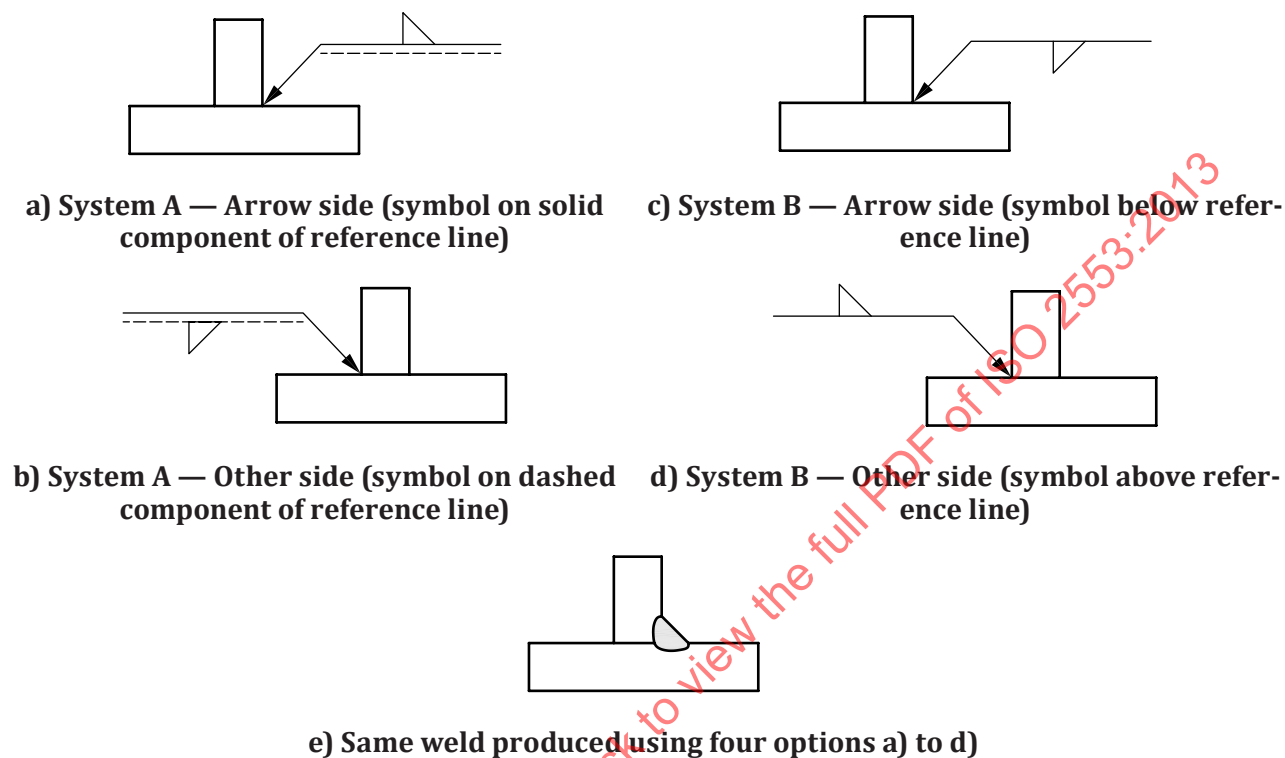 a) System A — Arrow side (symbol on solid
component of reference line)
c) System B — Arrow side (symbol below refer-
ence line)
b) System A — Other side (symbol on dashed
component of reference line)
d) System B — Other side (symbol above refer-
ence line)
e) Same weld produced using four options a) to d)
to view the full PDF of ISO 2553:2013